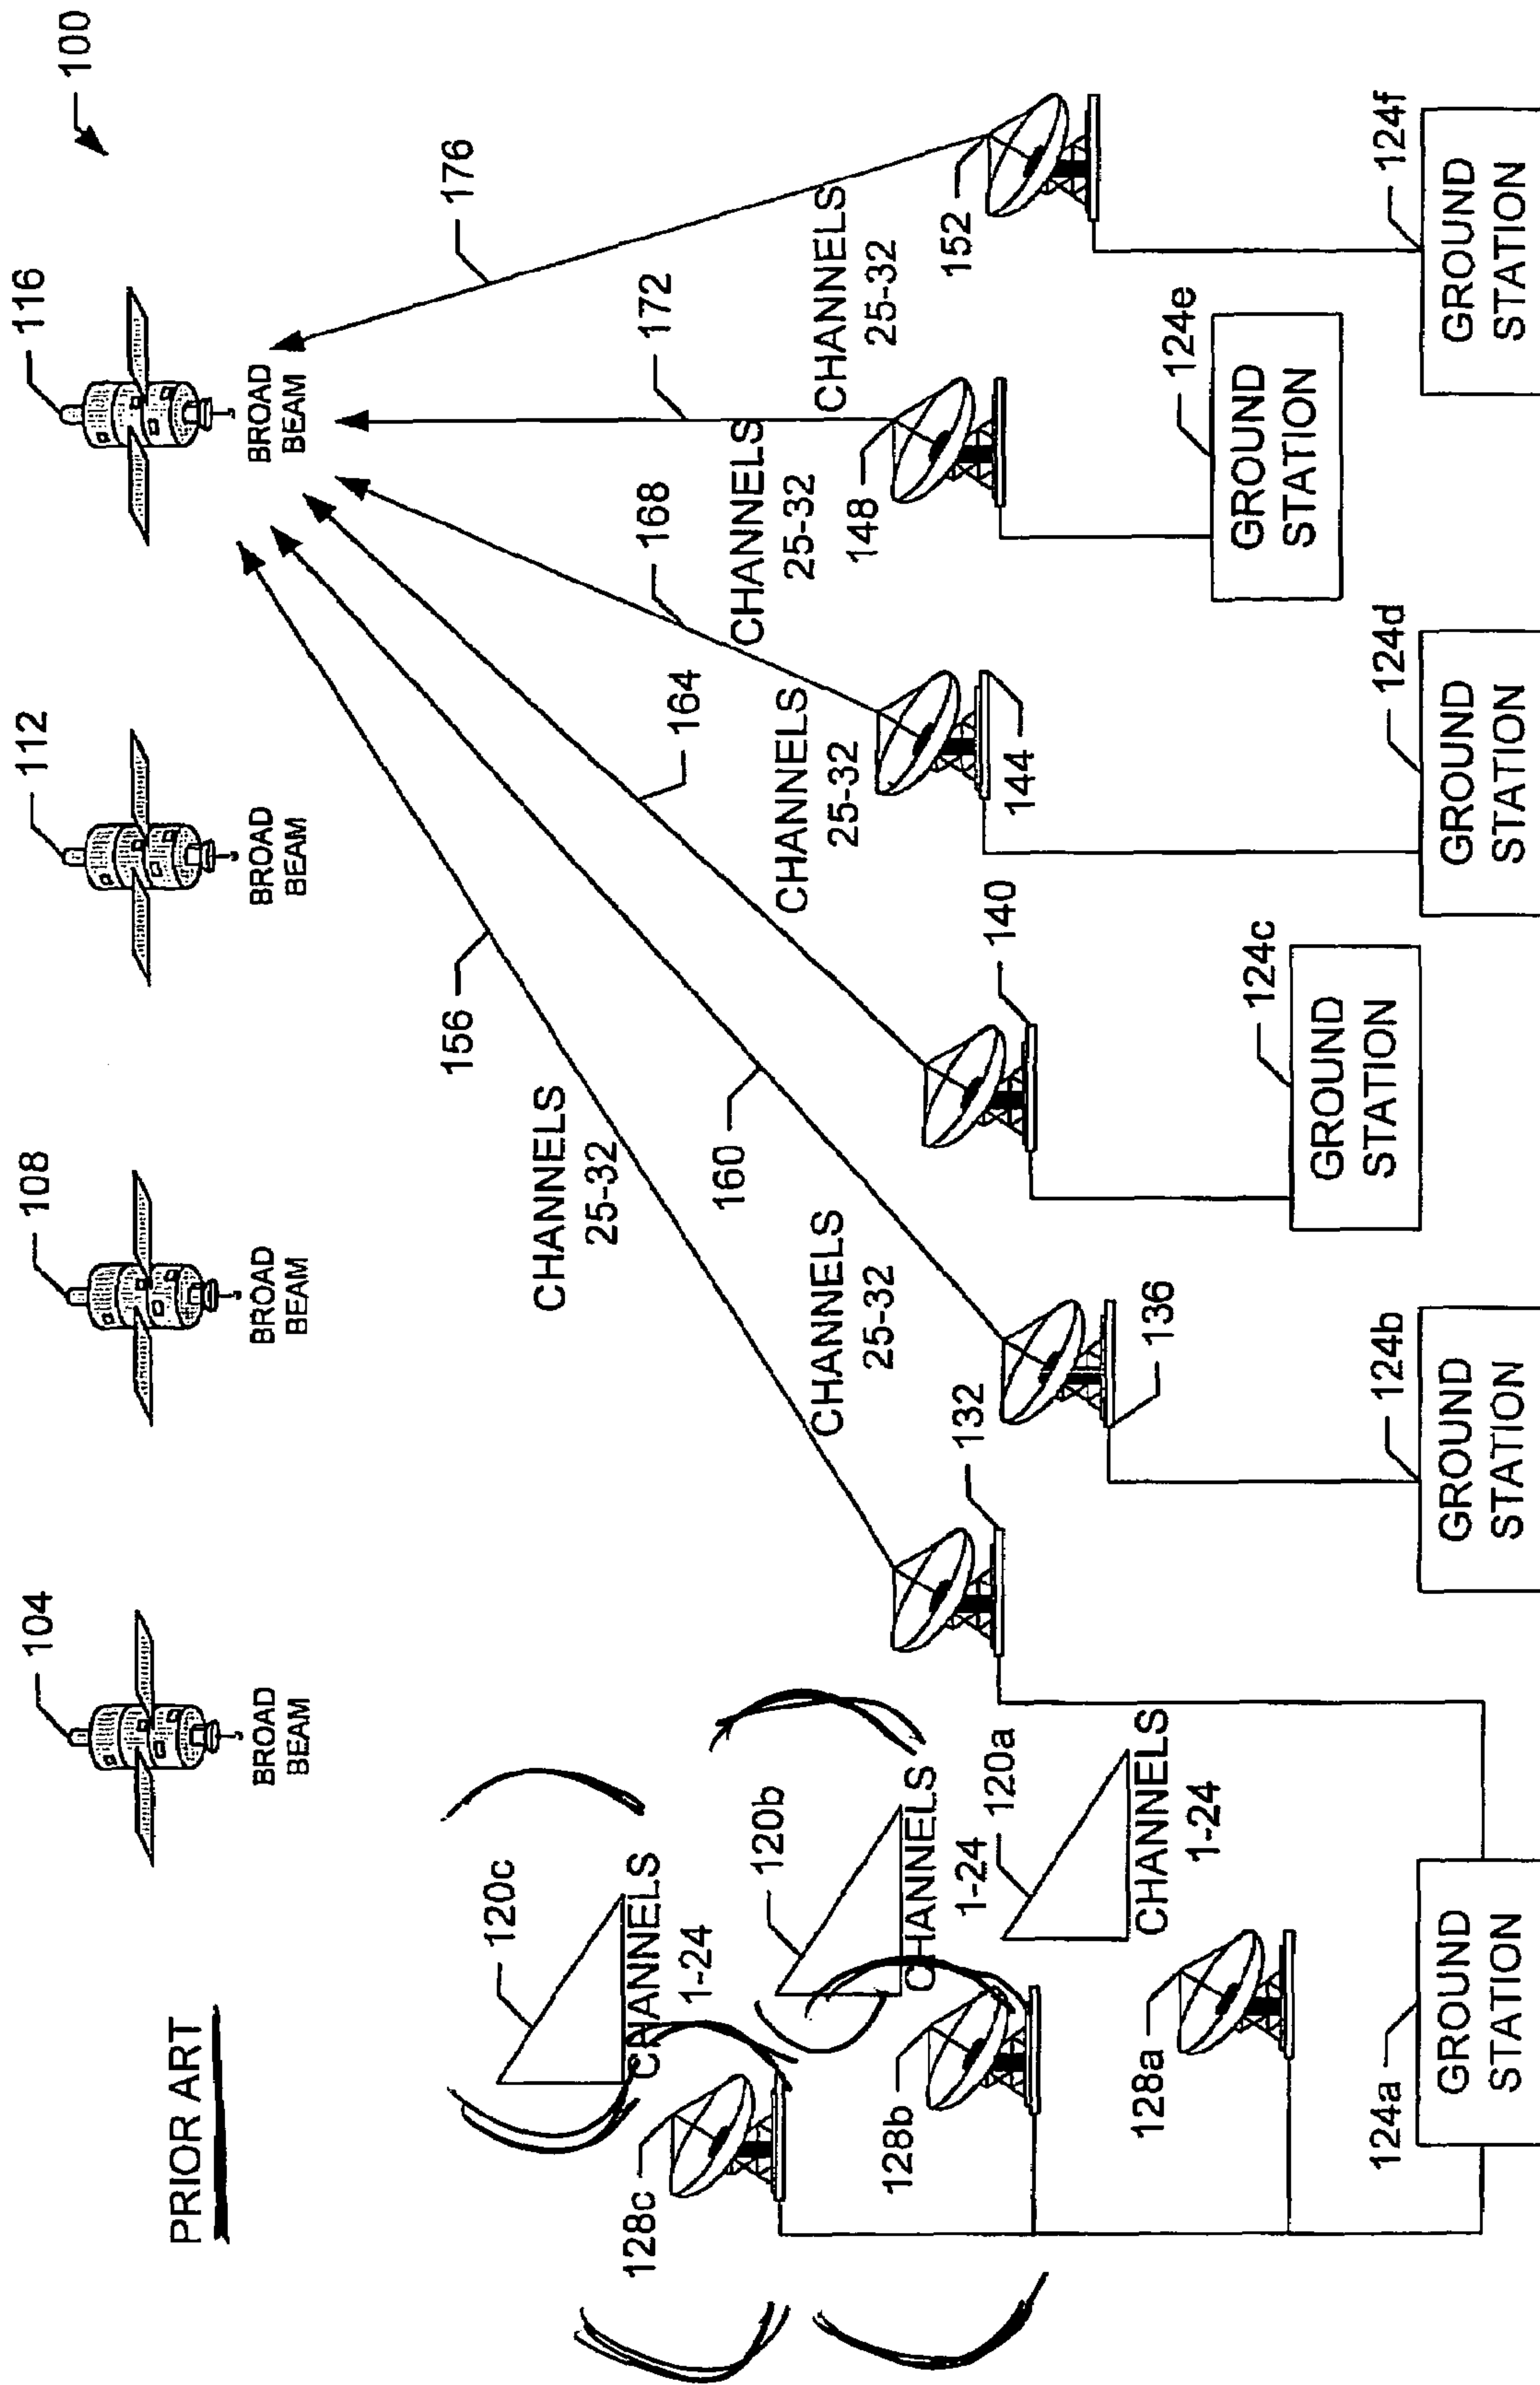 PRIOR ART
100
104
108
112
116
BROAD
BEAM
BROAD
BEAM
BROAD
BEAM
BROAD
BEAM
156
160
164
168
172
176
CHANNELS
25-32
CHANNELS
25-32
CHANNELS
25-32
CHANNELS
25-32
CHANNELS
25-32
120c
CHANNELS
1-24
120b
CHANNELS
1-24
120a
CHANNELS
1-24
128c
128b
128a
132
136
140
144
148
152
124a
GROUND
STATION
124b
GROUND
STATION
124c
GROUND
STATION
124d
GROUND
STATION
124e
GROUND
STATION
124f
GROUND
STATION